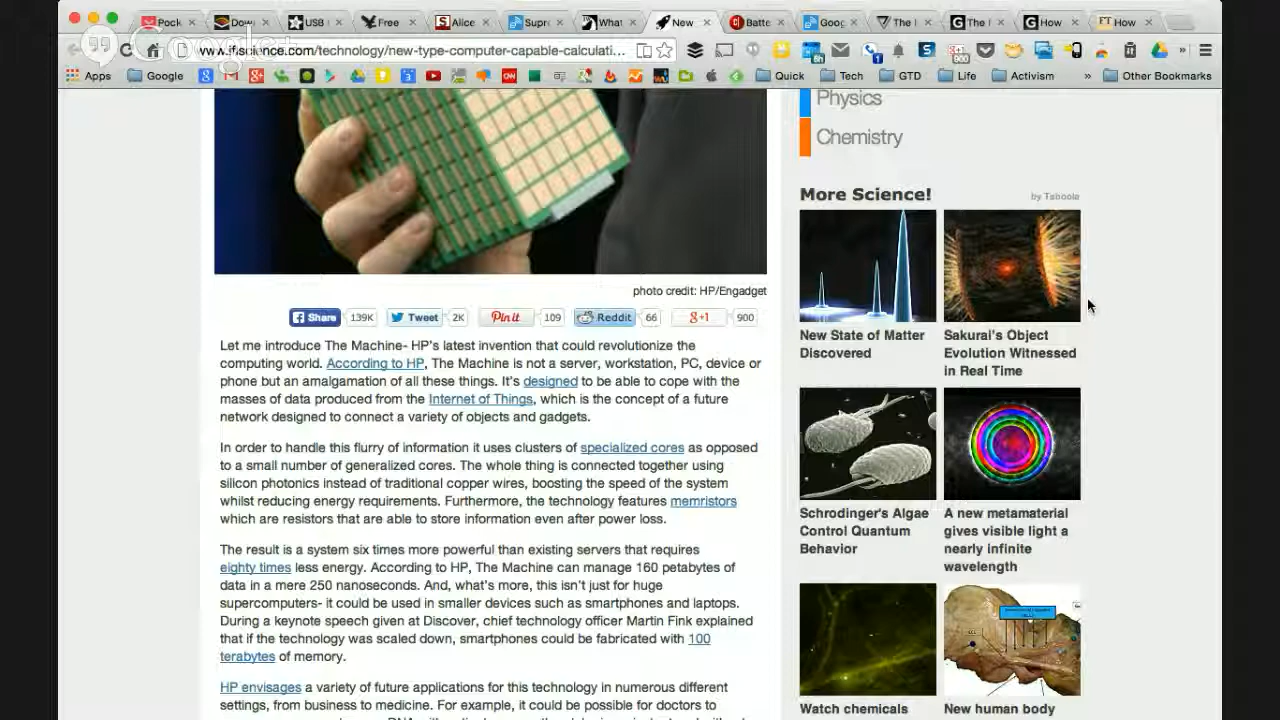 Pock
Dow
USB
Free
Alice
Supr
What
New
Batte
Goog
The
The
How
How
Google+
www.iflscience.com/technology/new-type-computer-capable-calculati...
Apps
Google
Quick
Tech
GTD
Life
Activism
»
Other Bookmarks
photo credit: HP/Engadget
Share 139K Tweet 2K Pin it 109 Reddit 66 g+1 900
Let me introduce The Machine- HP's latest invention that could revolutionize the
computing world. According to HP, The Machine is not a server, workstation, PC, device or
phone but an amalgamation of all these things. It's designed to be able to cope with the
masses of data produced from the Internet of Things, which is the concept of a future
network designed to connect a variety of objects and gadgets.
In order to handle this flurry of information it uses clusters of specialized cores as opposed
to a small number of generalized cores. The whole thing is connected together using
silicon photonics instead of traditional copper wires, boosting the speed of the system
whilst reducing energy requirements. Furthermore, the technology features memristors
which are resistors that are able to store information even after power loss.
The result is a system six times more powerful than existing servers that requires
eighty times less energy. According to HP, The Machine can manage 160 petabytes of
data in a mere 250 nanoseconds. And, what's more, this isn't just for huge
supercomputers- it could be used in smaller devices such as smartphones and laptops.
During a keynote speech given at Discover, chief technology officer Martin Fink explained
that if the technology was scaled down, smartphones could be fabricated with 100
terabytes of memory.
HP envisages a variety of future applications for this technology in numerous different
settings, from business to medicine. For example, it could be possible for doctors to
Physics
Chemistry
More Science!
by Taboola
New State of Matter
Discovered
Sakurai's Object
Evolution Witnessed
in Real Time
Schrodinger's Algae
Control Quantum
Behavior
A new metamaterial
gives visible light a
nearly infinite
wavelength
Watch chemicals
New human body